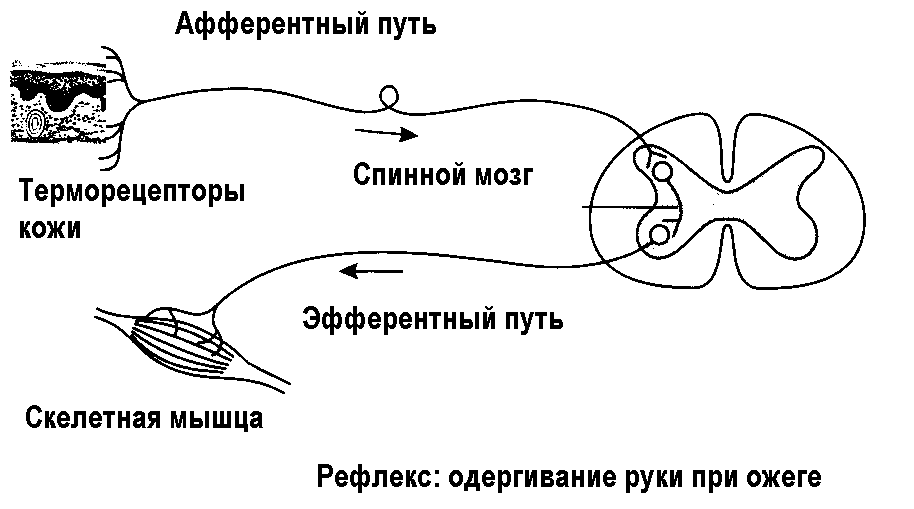 Афферентный путь
Спинной мозг
Терморецепторы
кожи
Эфферентный путь
Скелетная мышца
Рефлекс: одергивание руки при ожеге